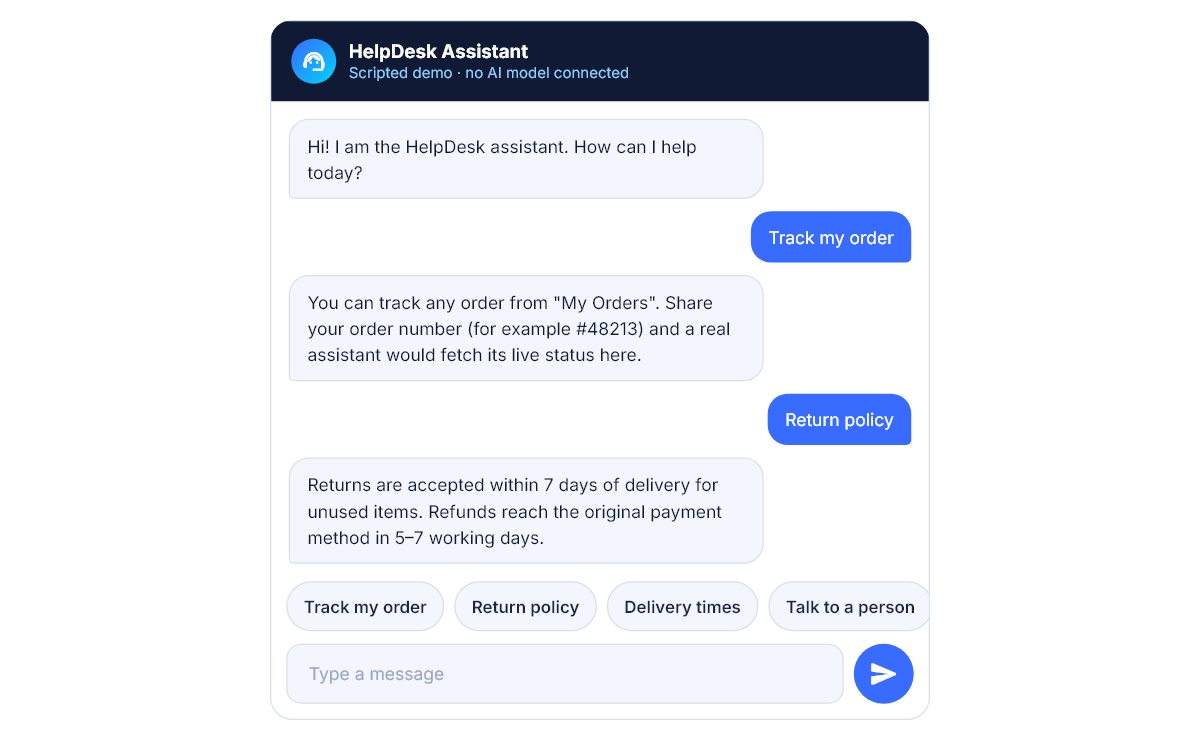 HelpDesk Assistant
Scripted demo · no AI model connected
Hi! I am the HelpDesk assistant. How can I help
today?
Track my order
You can track any order from "My Orders". Share
your order number (for example #48213) and a real
assistant would fetch its live status here.
Return policy
Returns are accepted within 7 days of delivery for
unused items. Refunds reach the original payment
method in 5–7 working days.
Track my order
Return policy
Delivery times
Talk to a person
Type a message